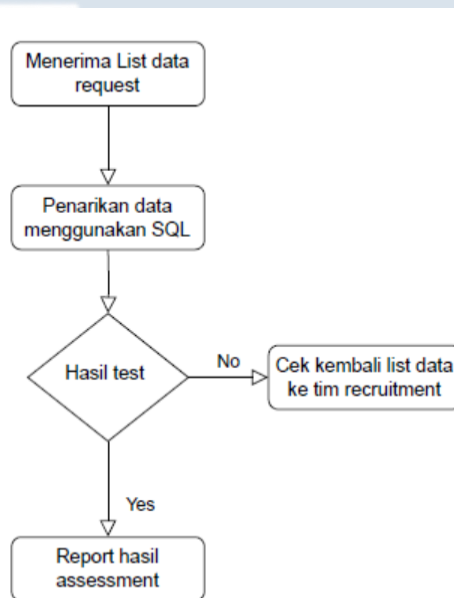 Menerima List data
request
Penarikan data
menggunakan SQL
Hasil test
No
Cek kembali list data
ke tim recruitment
Yes
Report hasil
assessment